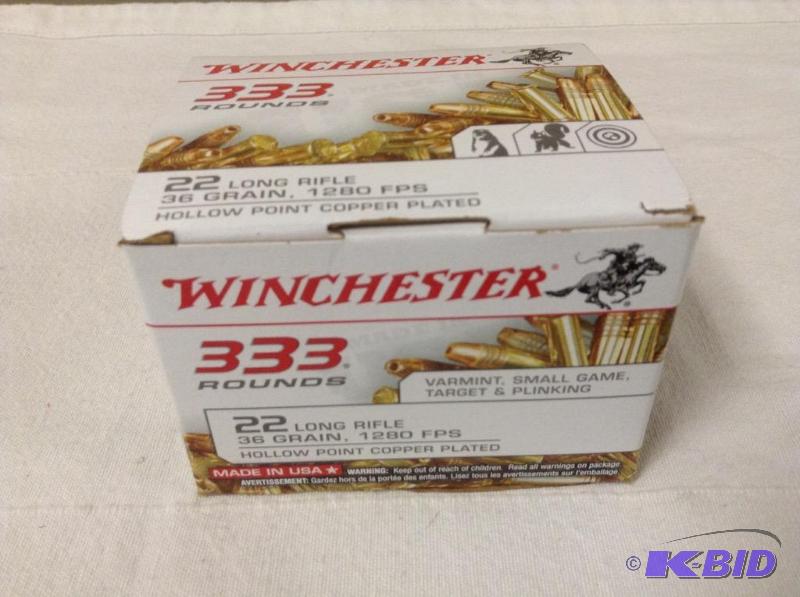 WINCHESTER
333
ROUNDS
22 LONG RIFLE
36 GRAIN, 1280 FPS
HOLLOW POINT COPPER PLATED
WINCHESTER®
333®
ROUNDS
VARMINT, SMALL GAME,
TARGET & PLINKING
22 LONG RIFLE
36 GRAIN, 1280 FPS
HOLLOW POINT COPPER PLATED
MADE IN USA ★ WARNING: Keep out of reach of children. Read all warnings on package.
AVERTISSEMENT: Gardez hors de la portée des enfants. Lisez tous les avertissements sur l'emballage.
© K-BID